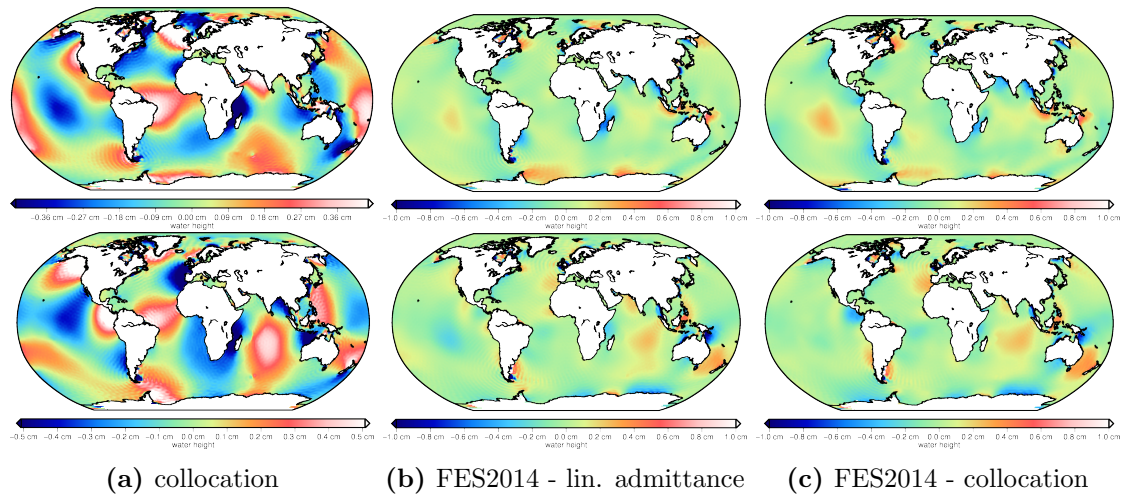 −0.36 cm −0.27 cm −0.18 cm −0.09 cm 0.00 cm 0.09 cm 0.18 cm 0.27 cm 0.36 cm
water height
−1.0 cm −0.8 cm −0.6 cm −0.4 cm −0.2 cm 0.0 cm 0.2 cm 0.4 cm 0.6 cm 0.8 cm 1.0 cm
water height
−1.0 cm −0.8 cm −0.6 cm −0.4 cm −0.2 cm 0.0 cm 0.2 cm 0.4 cm 0.6 cm 0.8 cm 1.0 cm
water height
−0.5 cm −0.4 cm −0.3 cm −0.2 cm −0.1 cm 0.0 cm 0.1 cm 0.2 cm 0.3 cm 0.4 cm 0.5 cm
water height
−1.0 cm −0.8 cm −0.6 cm −0.4 cm −0.2 cm 0.0 cm 0.2 cm 0.4 cm 0.6 cm 0.8 cm 1.0 cm
water height
−1.0 cm −0.8 cm −0.6 cm −0.4 cm −0.2 cm 0.0 cm 0.2 cm 0.4 cm 0.6 cm 0.8 cm 1.0 cm
water height
(a) collocation
(b) FES2014 - lin. admittance
(c) FES2014 - collocation